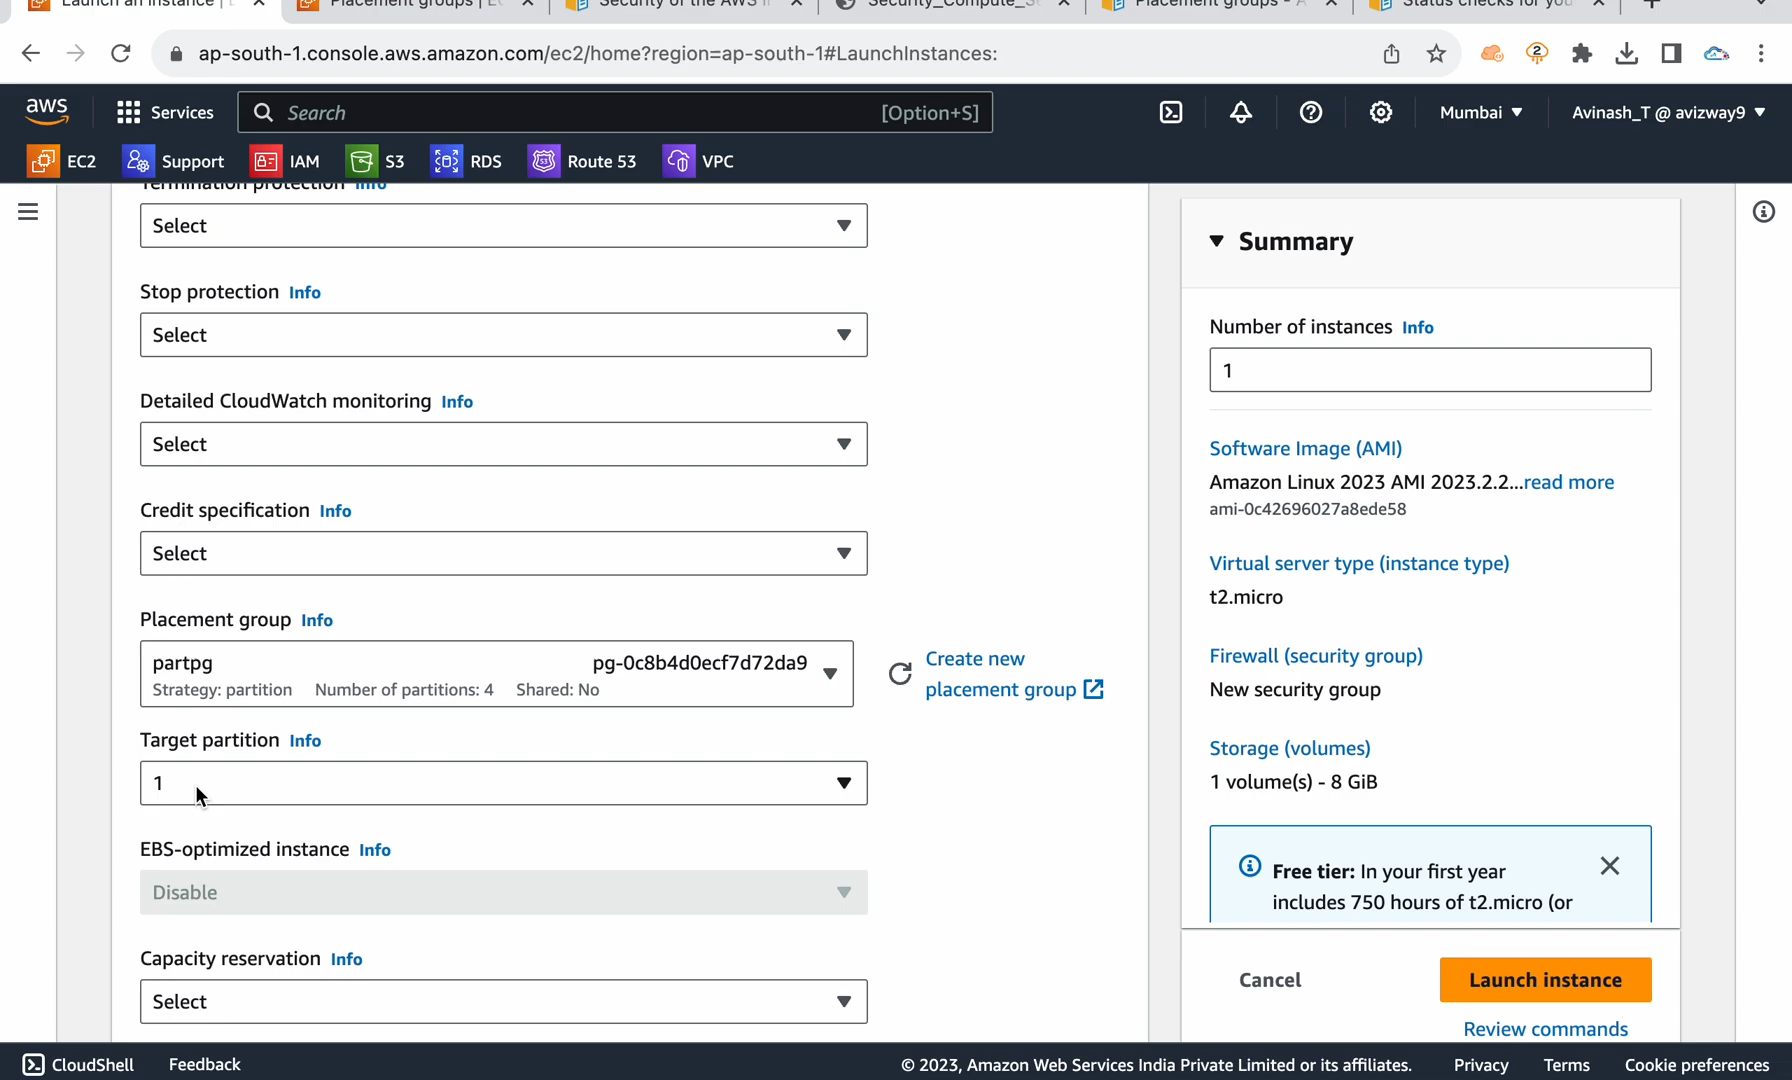 Launch an instance | E
Placement groups | EC
Security of the AWS I
Security_Compute_S
Placement groups - A
Status checks for you
ap-south-1.console.aws.amazon.com/ec2/home?region=ap-south-1#LaunchInstances:
2
aws
Services
Search
[Option+S]
Mumbai
Avinash_T @ avizway9
EC2
Support
IAM
S3
RDS
Route 53
VPC
Termination protection Info
Select
Stop protection Info
Select
Detailed CloudWatch monitoring Info
Select
Credit specification Info
Select
Placement group Info
partpg pg-0c8b4d0ecf7d72da9
Strategy: partition Number of partitions: 4 Shared: No
Create new
placement group
Target partition Info
1
EBS-optimized instance Info
Disable
Capacity reservation Info
Select
Summary
Number of instances Info
1
Software Image (AMI)
Amazon Linux 2023 AMI 2023.2.2...read more
ami-0c42696027a8ede58
Virtual server type (instance type)
t2.micro
Firewall (security group)
New security group
Storage (volumes)
1 volume(s) - 8 GiB
Free tier: In your first year
includes 750 hours of t2.micro (or
Cancel
Launch instance
Review commands
CloudShell
Feedback
© 2023, Amazon Web Services India Private Limited or its affiliates.
Privacy
Terms
Cookie preferences